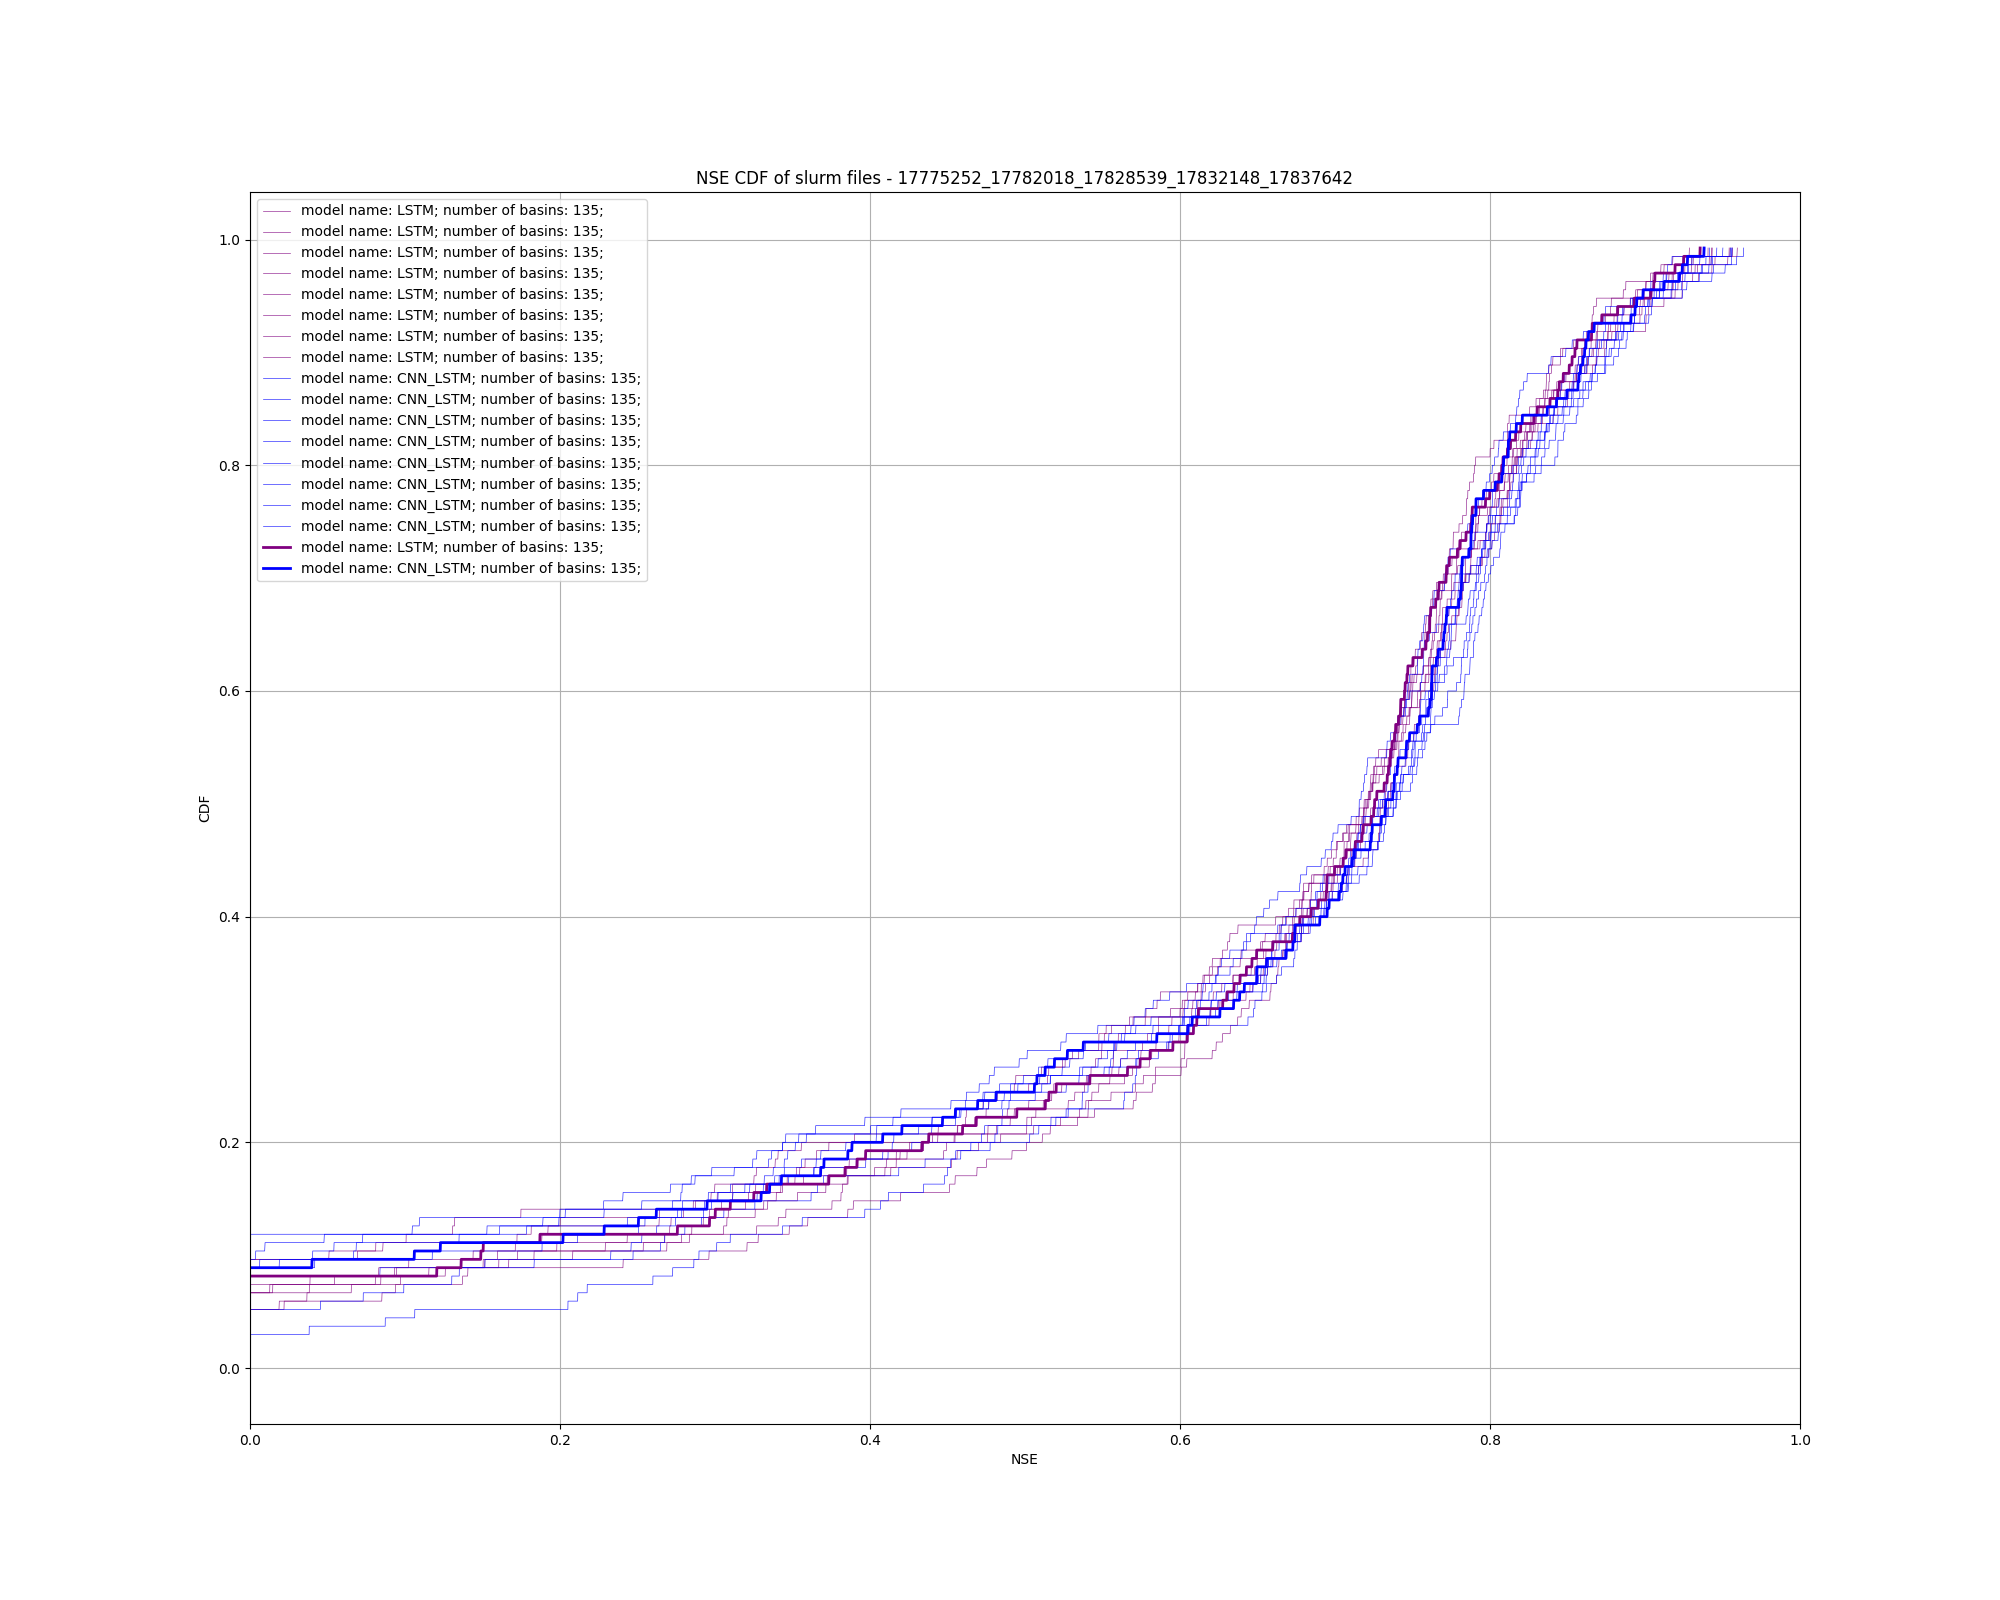 NSE CDF of slurm files - 17775252_17782018_17828539_17832148_17837642
model name: LSTM; number of basins: 135;
model name: LSTM; number of basins: 135;
model name: LSTM; number of basins: 135;
model name: LSTM; number of basins: 135;
model name: LSTM; number of basins: 135;
model name: LSTM; number of basins: 135;
model name: LSTM; number of basins: 135;
model name: LSTM; number of basins: 135;
model name: CNN_LSTM; number of basins: 135;
model name: CNN_LSTM; number of basins: 135;
model name: CNN_LSTM; number of basins: 135;
model name: CNN_LSTM; number of basins: 135;
model name: CNN_LSTM; number of basins: 135;
model name: CNN_LSTM; number of basins: 135;
model name: CNN_LSTM; number of basins: 135;
model name: CNN_LSTM; number of basins: 135;
model name: LSTM; number of basins: 135;
model name: CNN_LSTM; number of basins: 135;
1.0
0.8
0.6
0.4
0.2
0.0
CDF
0.0 0.2 0.4 0.6 0.8 1.0
NSE